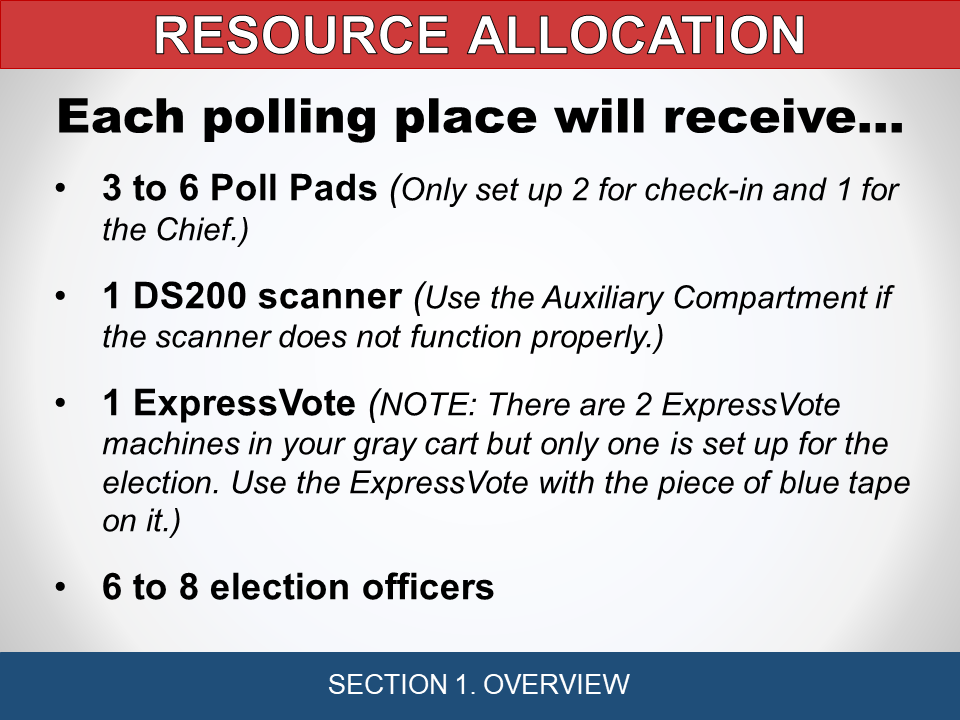 RESOURCE ALLOCATION
Each polling place will receive...
• 3 to 6 Poll Pads (Only set up 2 for check-in and 1 for
the Chief.)
• 1 DS200 scanner (Use the Auxiliary Compartment if
the scanner does not function properly.)
• 1 ExpressVote (NOTE: There are 2 ExpressVote
machines in your gray cart but only one is set up for the
election. Use the ExpressVote with the piece of blue tape
on it.)
• 6 to 8 election officers
SECTION 1. OVERVIEW